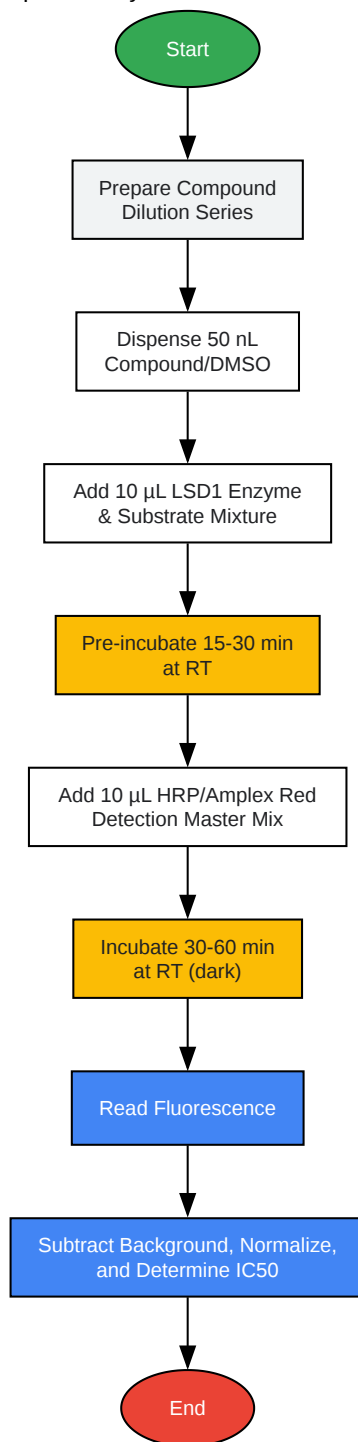 Start
Prepare Compound
Dilution Series
Dispense 50 nL
Compound/DMSO
Add 10 µL LSD1 Enzyme
& Substrate Mixture
Pre-incubate 15-30 min
at RT
Add 10 µL HRP/Amplex Red
Detection Master Mix
Incubate 30-60 min
at RT (dark)
Read Fluorescence
Subtract Background, Normalize,
and Determine IC50
End